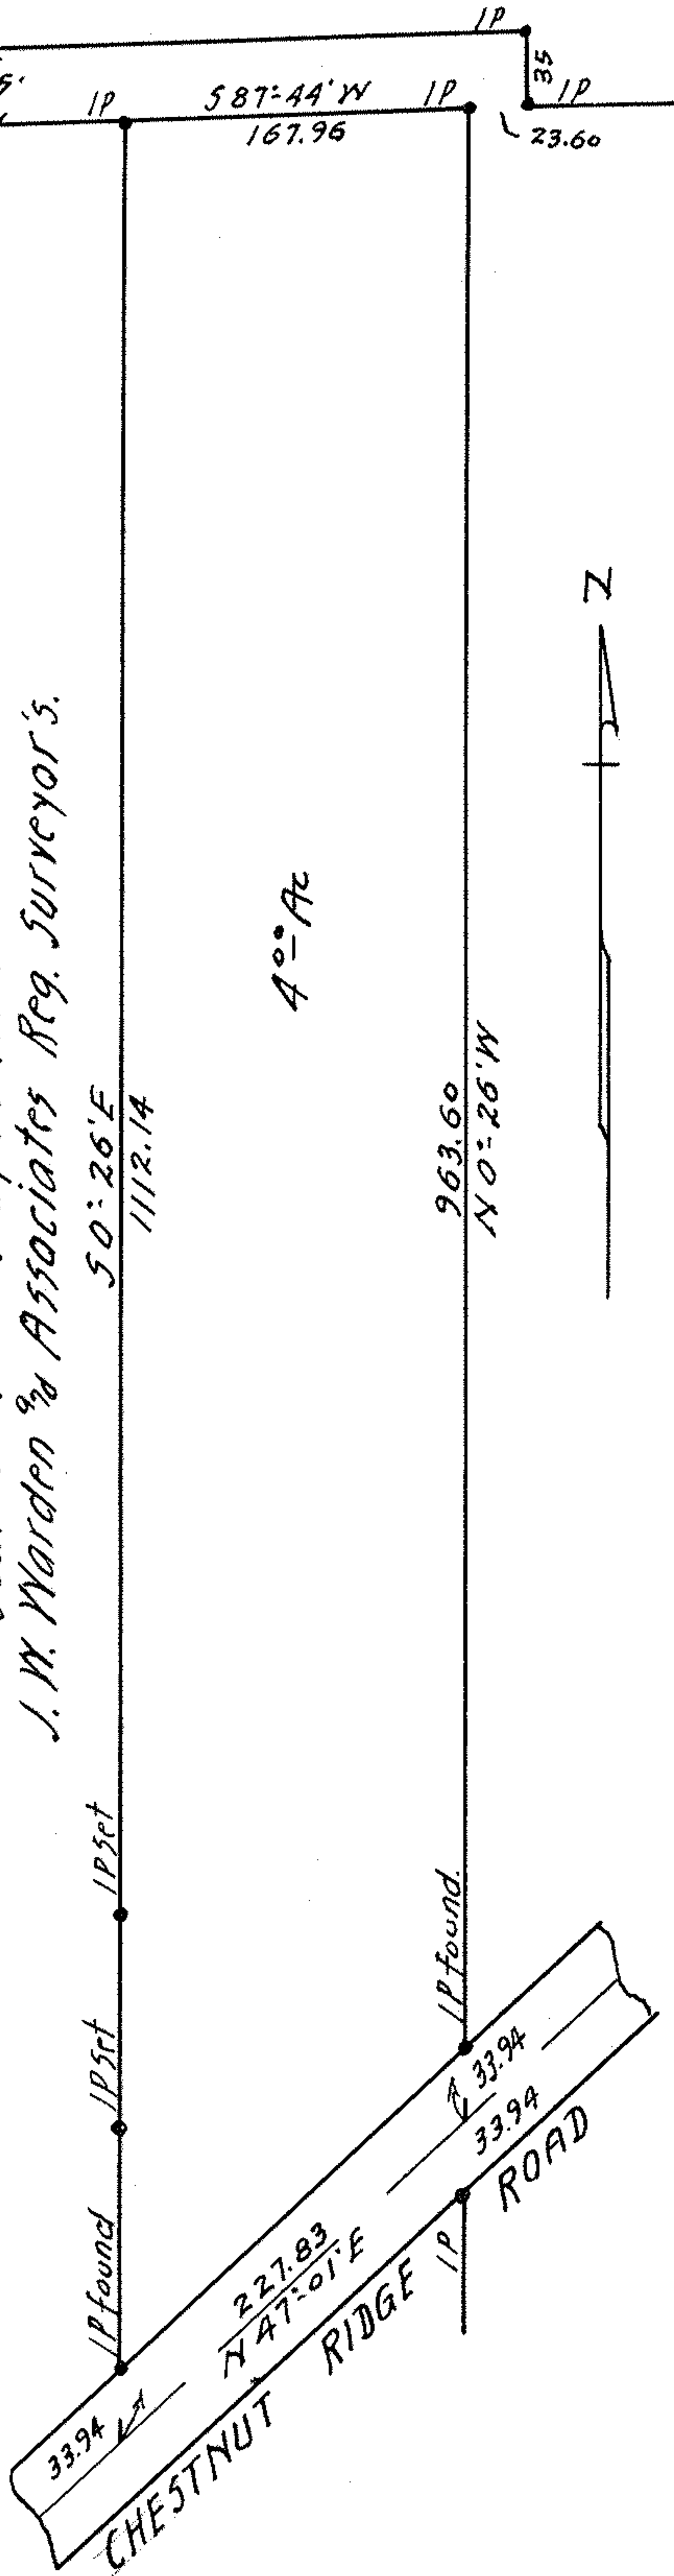 IP
35
5'
IP
S 87°-44' W
167.96
IP
IP
23.60
J. W. Warden and Associates Reg. Surveyor's.
S 0°-26' E
1112.14
4°° Ac
963.60
N 0°-26' W
N
IP set
IP set
IP found
IP found.
33.94
227.83
N 47°-01' E
33.94
33.94
IP
CHESTNUT RIDGE ROAD